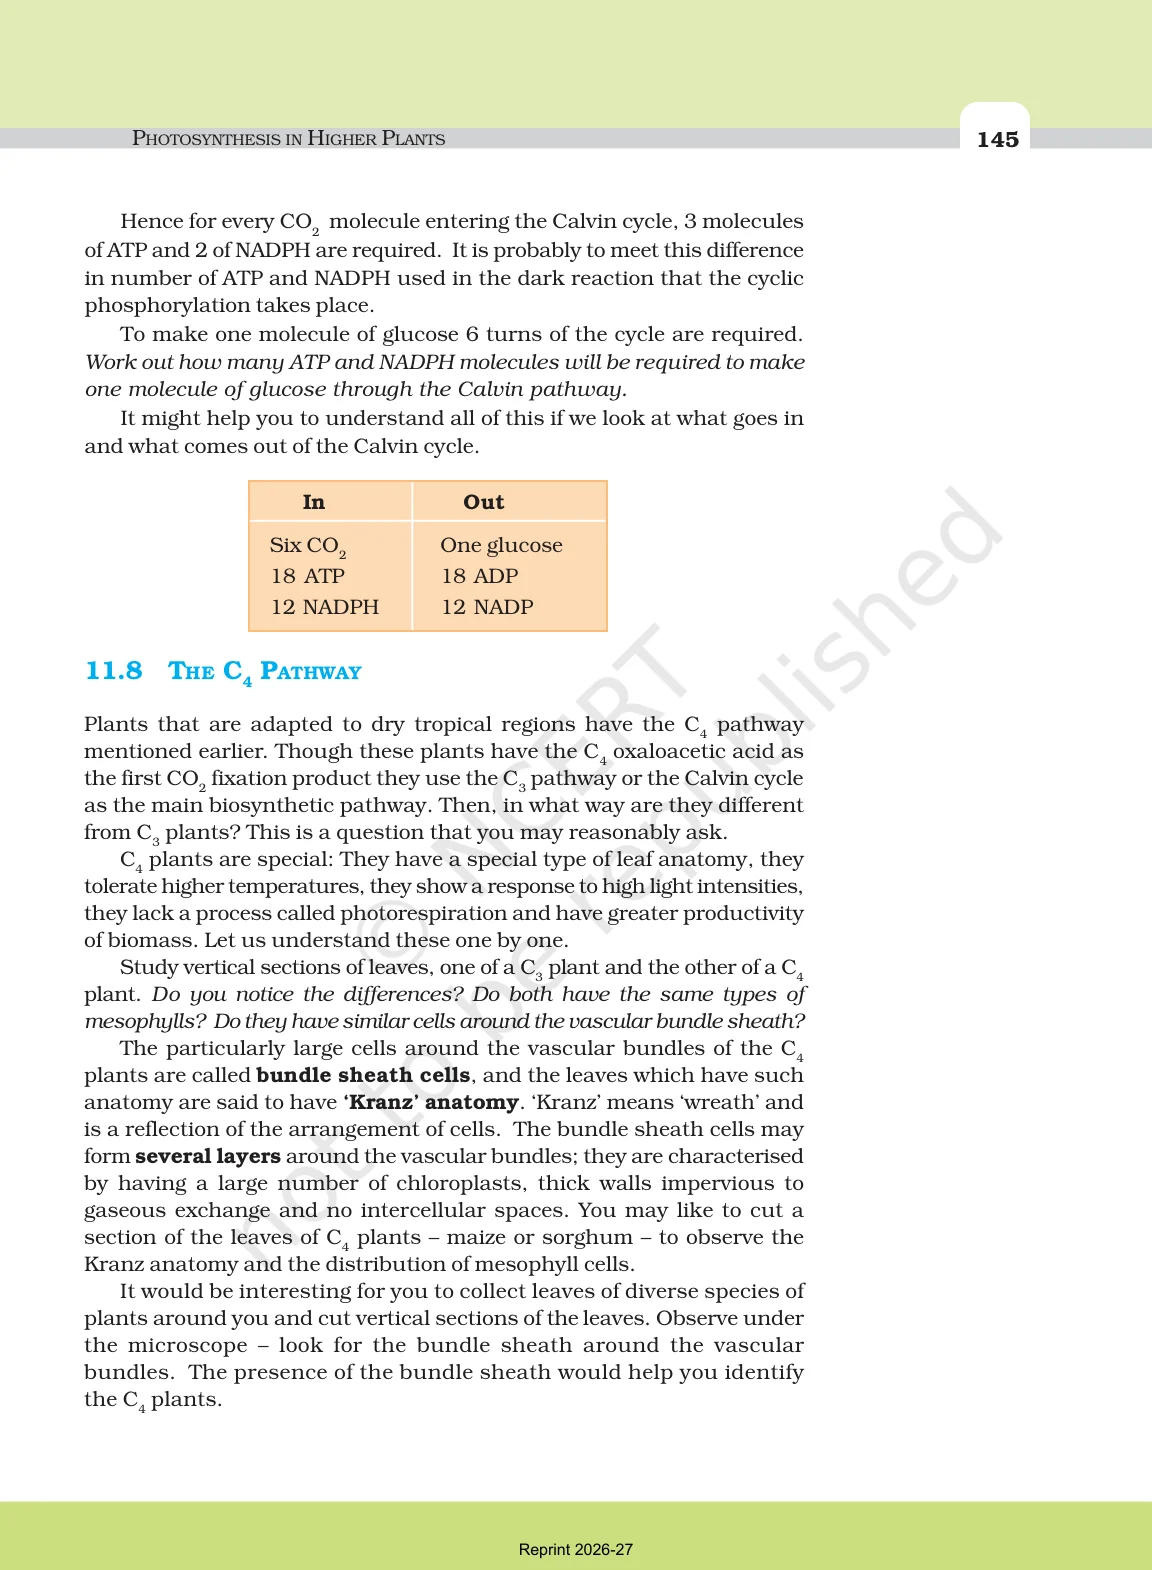 PHOTOSYNTHESIS IN HIGHER PLANTS
145
Hence for every CO₂ molecule entering the Calvin cycle, 3 molecules
of ATP and 2 of NADPH are required. It is probably to meet this difference
in number of ATP and NADPH used in the dark reaction that the cyclic
phosphorylation takes place.
To make one molecule of glucose 6 turns of the cycle are required.
Work out how many ATP and NADPH molecules will be required to make
one molecule of glucose through the Calvin pathway.
It might help you to understand all of this if we look at what goes in
and what comes out of the Calvin cycle.
In Out
Six CO₂ One glucose
18 ATP 18 ADP
12 NADPH 12 NADP
11.8 THE C₄ PATHWAY
Plants that are adapted to dry tropical regions have the C₄ pathway
mentioned earlier. Though these plants have the C₄ oxaloacetic acid as
the first CO₂ fixation product they use the C₃ pathway or the Calvin cycle
as the main biosynthetic pathway. Then, in what way are they different
from C₃ plants? This is a question that you may reasonably ask.
C₄ plants are special: They have a special type of leaf anatomy, they
tolerate higher temperatures, they show a response to high light intensities,
they lack a process called photorespiration and have greater productivity
of biomass. Let us understand these one by one.
Study vertical sections of leaves, one of a C₃ plant and the other of a C₄
plant. Do you notice the differences? Do both have the same types of
mesophylls? Do they have similar cells around the vascular bundle sheath?
The particularly large cells around the vascular bundles of the C₄
plants are called bundle sheath cells, and the leaves which have such
anatomy are said to have ‘Kranz’ anatomy. ‘Kranz’ means ‘wreath’ and
is a reflection of the arrangement of cells. The bundle sheath cells may
form several layers around the vascular bundles; they are characterised
by having a large number of chloroplasts, thick walls impervious to
gaseous exchange and no intercellular spaces. You may like to cut a
section of the leaves of C₄ plants – maize or sorghum – to observe the
Kranz anatomy and the distribution of mesophyll cells.
It would be interesting for you to collect leaves of diverse species of
plants around you and cut vertical sections of the leaves. Observe under
the microscope – look for the bundle sheath around the vascular
bundles. The presence of the bundle sheath would help you identify
the C₄ plants.
© NCERT
not to be republished
Reprint 2026-27